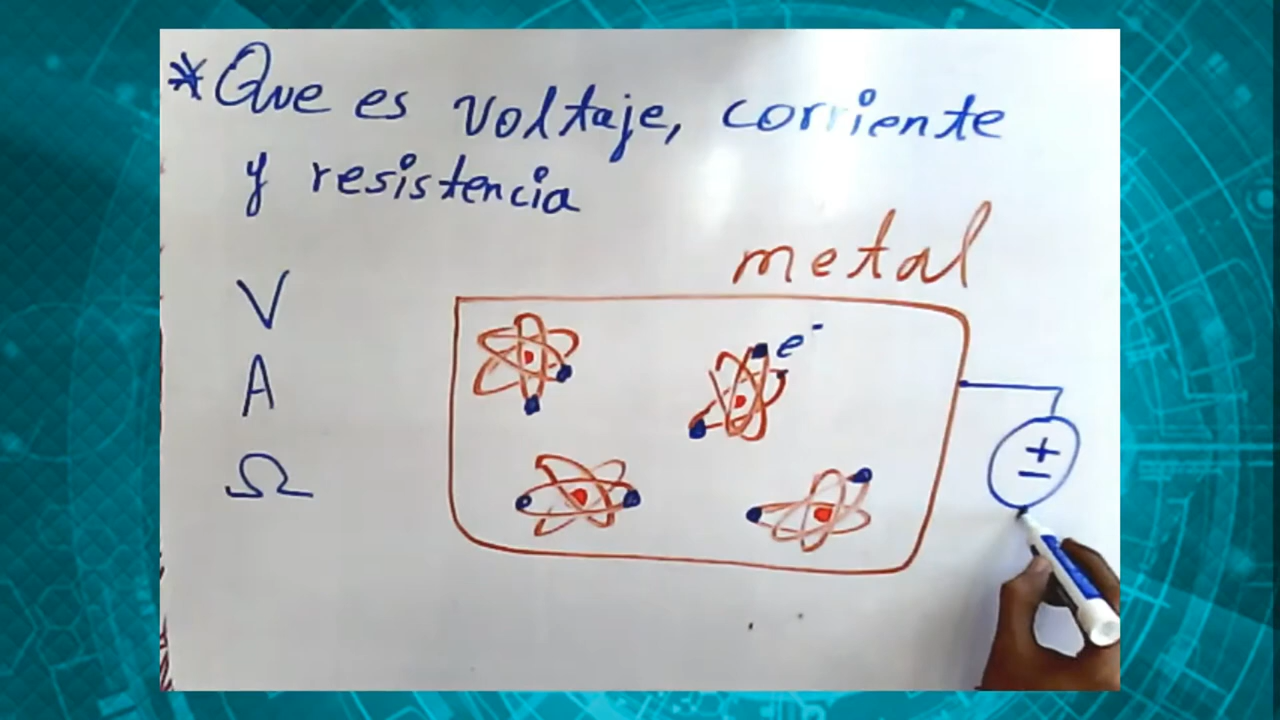 *Que es voltaje, corriente
y resistencia
metal
V
A
Ω
e⁻
+
−